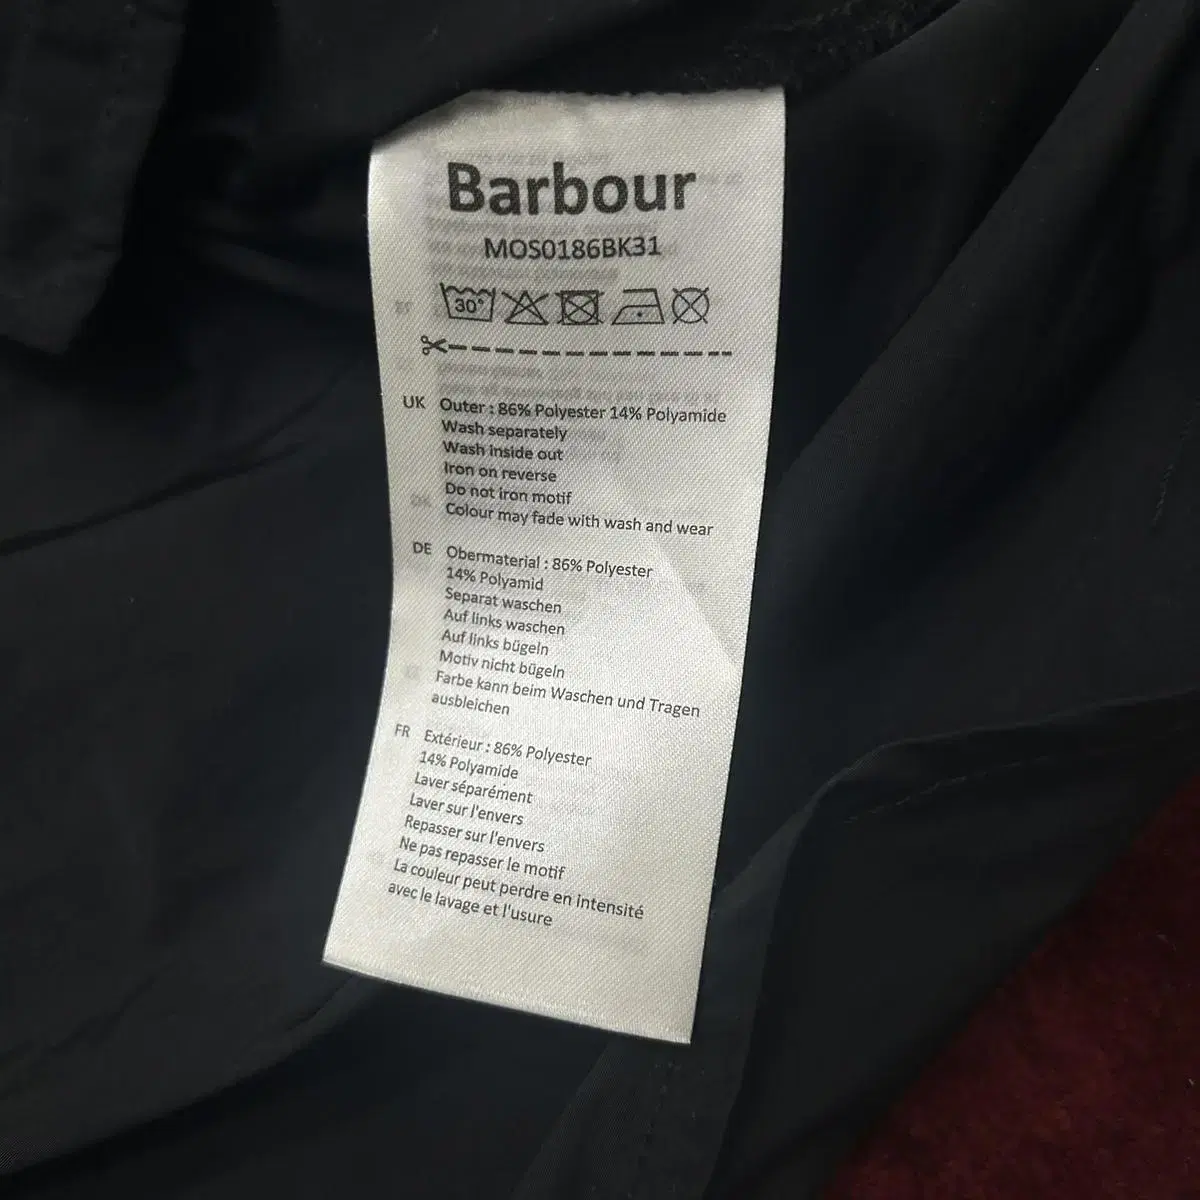 Barbour
MOS0186BK31
30°
UK Outer : 86% Polyester 14% Polyamide
Wash separately
Wash inside out
Iron on reverse
Do not iron motif
Colour may fade with wash and wear
DE Obermaterial : 86% Polyester
14% Polyamid
Separat waschen
Auf links waschen
Auf links bügeln
Motiv nicht bügeln
Farbe kann beim Waschen und Tragen
ausbleichen
FR Extérieur : 86% Polyester
14% Polyamide
Laver séparément
Laver sur l'envers
Repasser sur l'envers
Ne pas repasser le motif
La couleur peut perdre en intensité
avec le lavage et l'usure